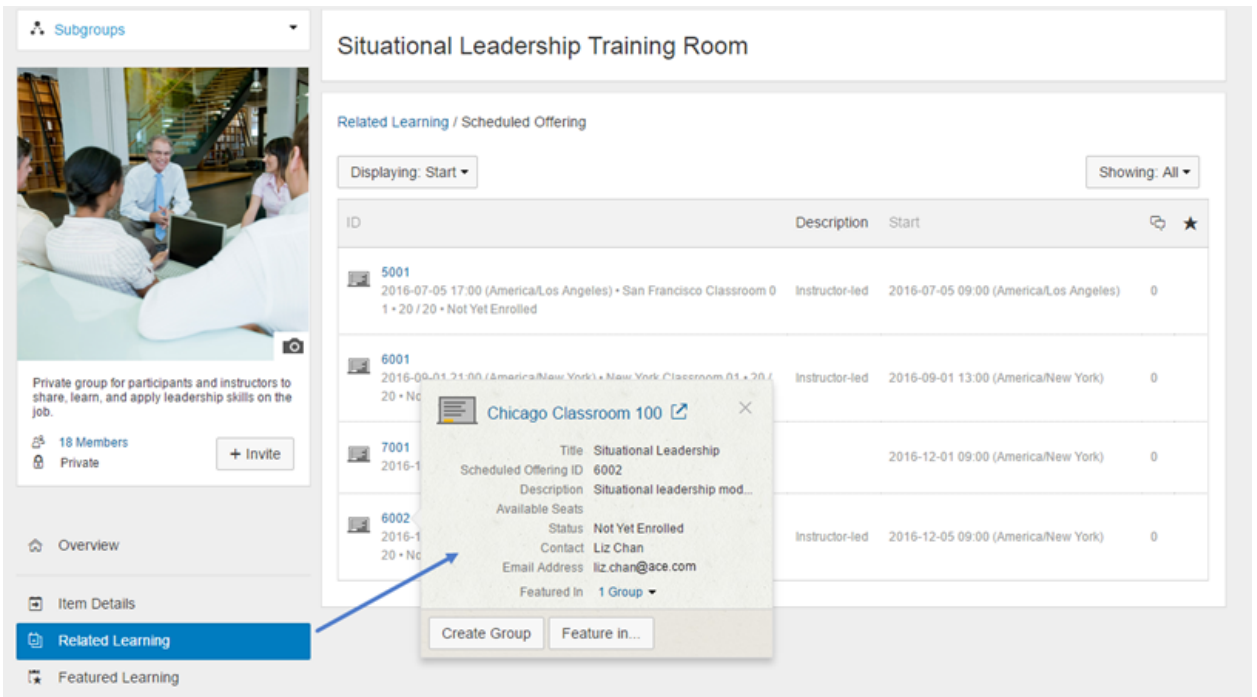 Subgroups
Situational Leadership Training Room
Related Learning / Scheduled Offering
Displaying: Start
Showing: All
ID Description Start
5001
2016-07-05 17:00 (America/Los Angeles) • San Francisco Classroom 0 Instructor-led 2016-07-05 09:00 (America/Los Angeles) 0
1 • 20 / 20 • Not Yet Enrolled
6001
2016-09-01 21:00 (America/New York) • New York Classroom 01 • 20 / Instructor-led 2016-09-01 13:00 (America/New York) 0
20 • No
7001
2016-1 2016-12-01 09:00 (America/New York) 0
6002
2016-1 Instructor-led 2016-12-05 09:00 (America/New York) 0
20 • No
Chicago Classroom 100
Title Situational Leadership
Scheduled Offering ID 6002
Description Situational leadership mod...
Available Seats
Status Not Yet Enrolled
Contact Liz Chan
Email Address liz.chan@ace.com
Featured In 1 Group
Create Group Feature in...
Private group for participants and instructors to
share, learn, and apply leadership skills on the
job.
18 Members
Private
+ Invite
Overview
Item Details
Related Learning
Featured Learning